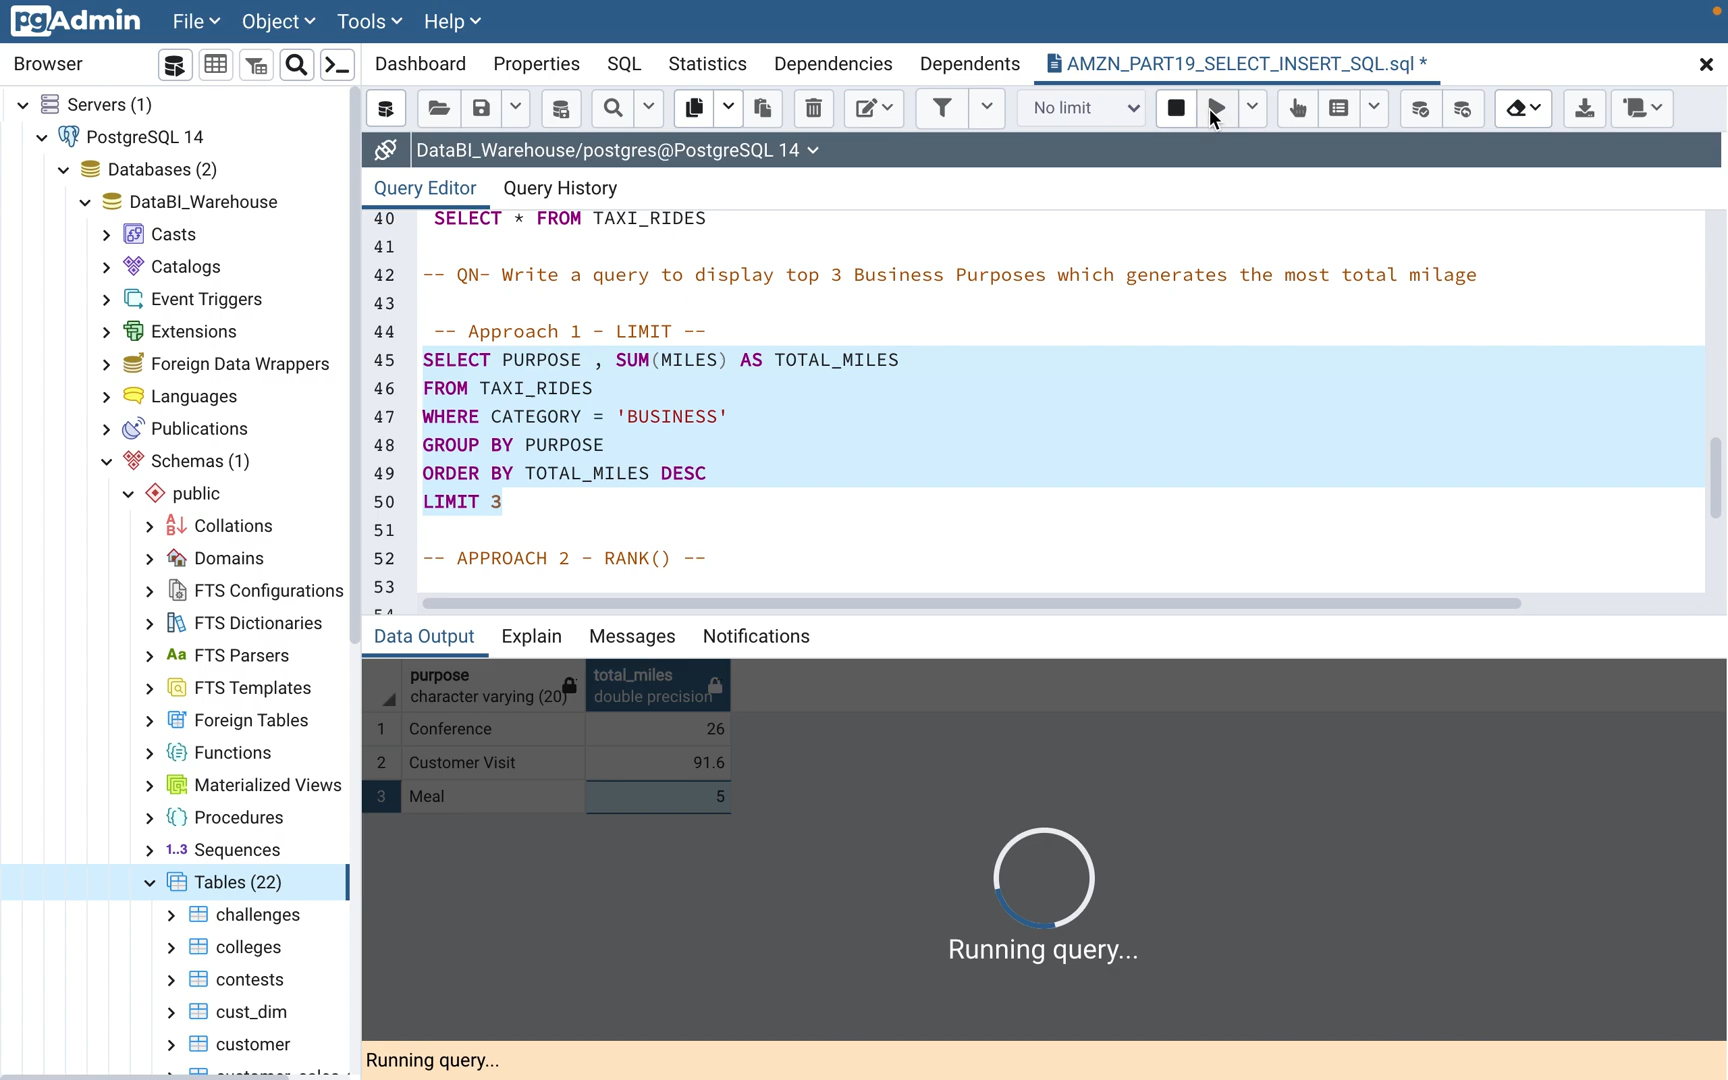 pgAdmin File Object Tools Help
Browser
Dashboard Properties SQL Statistics Dependencies Dependents AMZN_PART19_SELECT_INSERT_SQL.sql *
No limit
DataBI_Warehouse/postgres@PostgreSQL 14
Query Editor Query History
Servers (1)
PostgreSQL 14
Databases (2)
DataBI_Warehouse
Casts
Catalogs
Event Triggers
Extensions
Foreign Data Wrappers
Languages
Publications
Schemas (1)
public
Collations
Domains
FTS Configurations
FTS Dictionaries
Aa FTS Parsers
FTS Templates
Foreign Tables
Functions
Materialized Views
Procedures
1..3 Sequences
Tables (22)
challenges
colleges
contests
cust_dim
customer
40 SELECT * FROM TAXI_RIDES
41
42 -- QN- Write a query to display top 3 Business Purposes which generates the most total milage
43
44 -- Approach 1 - LIMIT --
45 SELECT PURPOSE , SUM(MILES) AS TOTAL_MILES
46 FROM TAXI_RIDES
47 WHERE CATEGORY = 'BUSINESS'
48 GROUP BY PURPOSE
49 ORDER BY TOTAL_MILES DESC
50 LIMIT 3
51
52 -- APPROACH 2 - RANK() --
53
Data Output Explain Messages Notifications
purpose total_miles
character varying (20) double precision
1 Conference 26
2 Customer Visit 91.6
3 Meal 5
Running query...
Running query...